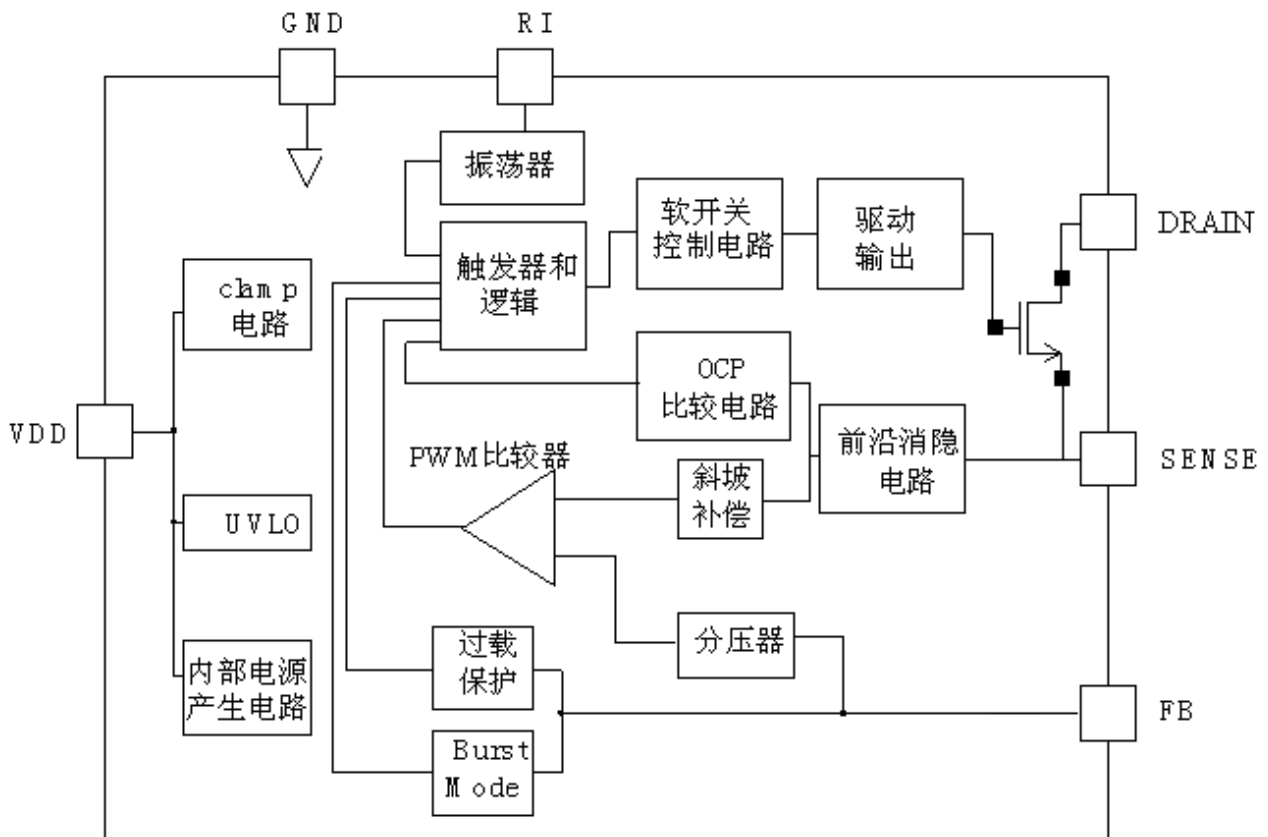 GND
RI
振荡器
软开关
控制电路
驱动
输出
DRAIN
触发器和
逻辑
clamp
电路
OCP
比较电路
VDD
PWM比较器
前沿消隐
电路
SENSE
斜坡
补偿
UVLO
分压器
过载
保护
内部电源
产生电路
FB
Burst
Mode